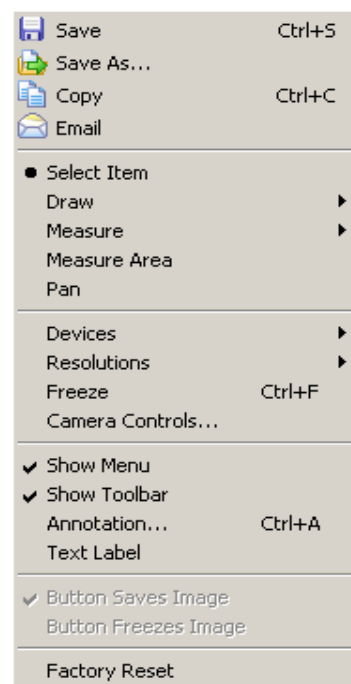 Save Ctrl+S
Save As...
Copy Ctrl+C
Email
Select Item
Draw
Measure
Measure Area
Pan
Devices
Resolutions
Freeze Ctrl+F
Camera Controls...
Show Menu
Show Toolbar
Annotation... Ctrl+A
Text Label
Button Saves Image
Button Freezes Image
Factory Reset